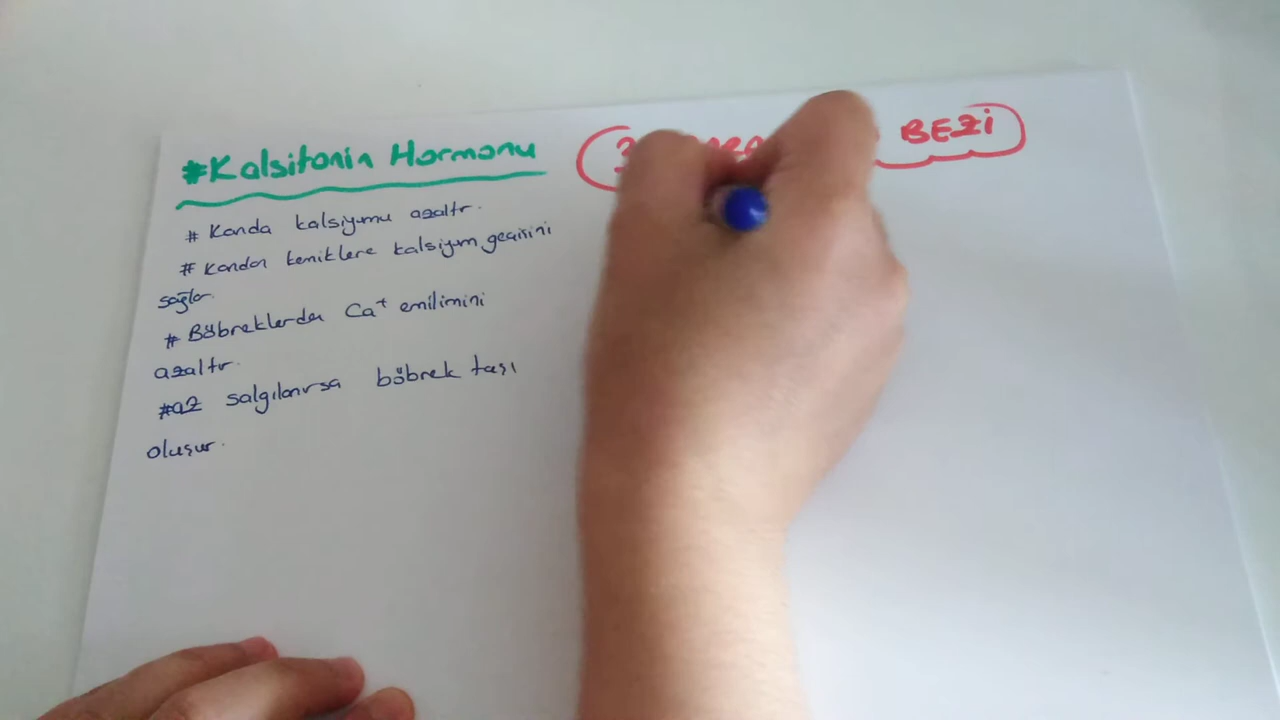 #Kalsitonin Hormonu
# Kanda kalsiyumu azaltır.
# Kandan kemiklere kalsiyum geçişini
sağlar.
# Böbreklerden Ca+ emilimini
azaltır.
#az salgılanırsa böbrek taşı
oluşur.
BEZİ